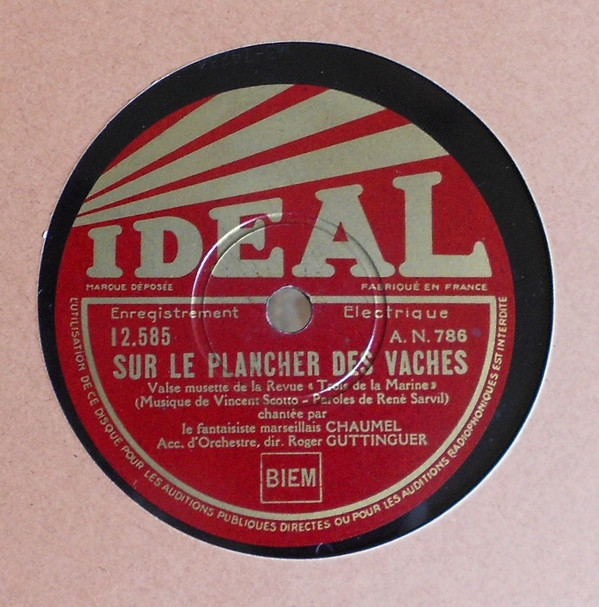 IDEAL
MARQUE DÉPOSÉE
FABRIQUÉ EN FRANCE
Enregistrement Electrique
12.585 A. N. 786
SUR LE PLANCHER DES VACHES
Valse musette de la Revue « Trois de la Marine »
(Musique de Vincent Scotto - Paroles de René Sarvil)
chantée par
le fantaisiste marseillais CHAUMEL
Acc. d'Orchestre, dir. Roger GUTTINGUER
BIEM
L'UTILISATION DE CE DISQUE POUR LES AUDITIONS PUBLIQUES DIRECTES OU POUR LES AUDITIONS RADIOPHONIQUES EST INTERDITE